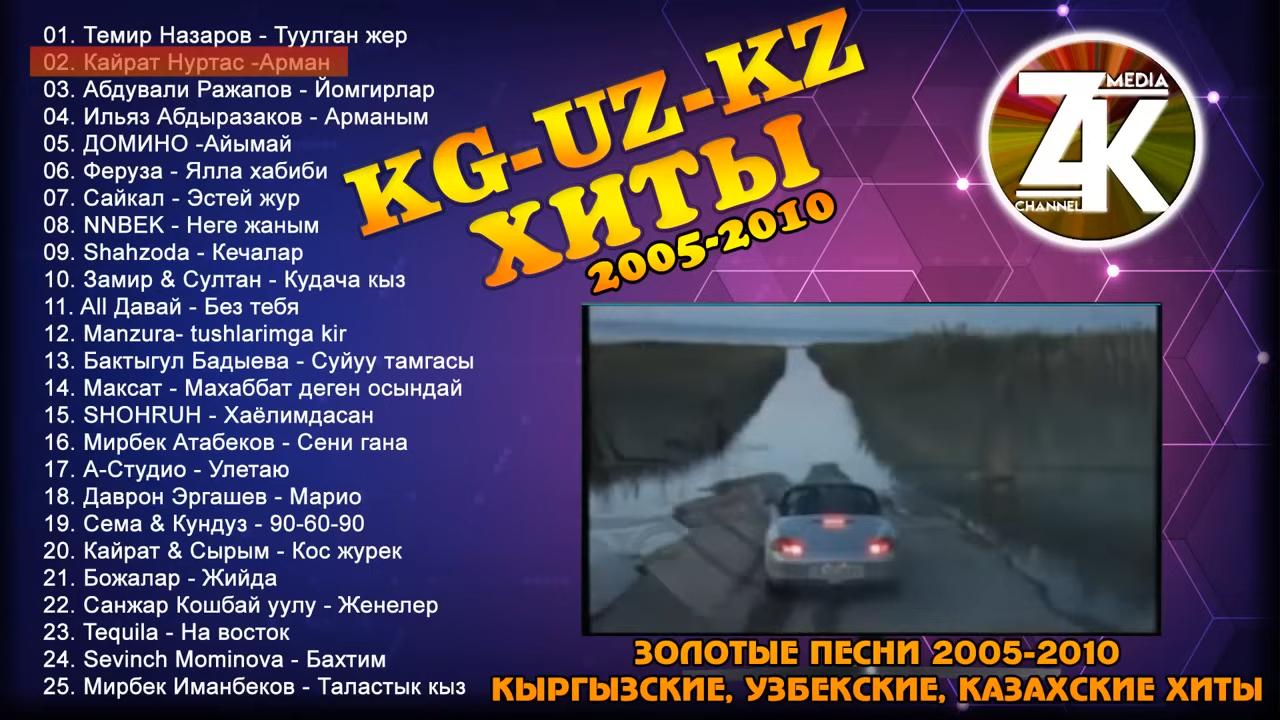 01. Темир Назаров - Туулган жер
02. Кайрат Нуртас -Арман
03. Абдували Ражапов - Йомгирлар
04. Ильяз Абдыразаков - Арманым
05. ДОМИНО -Айымай
06. Феруза - Ялла хабиби
07. Сайкал - Эстей жур
08. NNBEK - Неге жаным
09. Shahzoda - Кечалар
10. Замир & Султан - Кудача кыз
11. All Давай - Без тебя
12. Manzura- tushlarimga kir
13. Бактыгул Бадыева - Суйуу тамгасы
14. Максат - Махаббат деген осындай
15. SHOHRUH - Хаёлимдасан
16. Мирбек Атабеков - Сени гана
17. А-Студио - Улетаю
18. Даврон Эргашев - Марио
19. Сема & Кундуз - 90-60-90
20. Кайрат & Сырым - Кос журек
21. Божалар - Жийда
22. Санжар Кошбай уулу - Женелер
23. Tequila - На восток
24. Sevinch Mominova - Бахтим
25. Мирбек Иманбеков - Таластык кыз
KG-UZ-KZ
ХИТЫ
2005-2010
MEDIA
ZK
CHANNEL
ЗОЛОТЫЕ ПЕСНИ 2005-2010
КЫРГЫЗСКИЕ, УЗБЕКСКИЕ, КАЗАХСКИЕ ХИТЫ